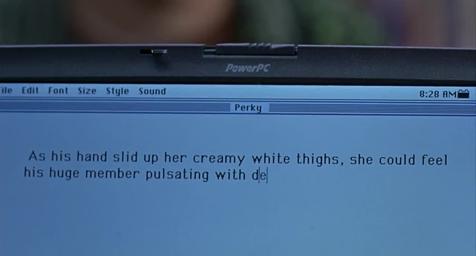 PowerPC
ile Edit Font Size Style Sound 8:28 AM
Perky
As his hand slid up her creamy white thighs, she could feel
his huge member pulsating with de